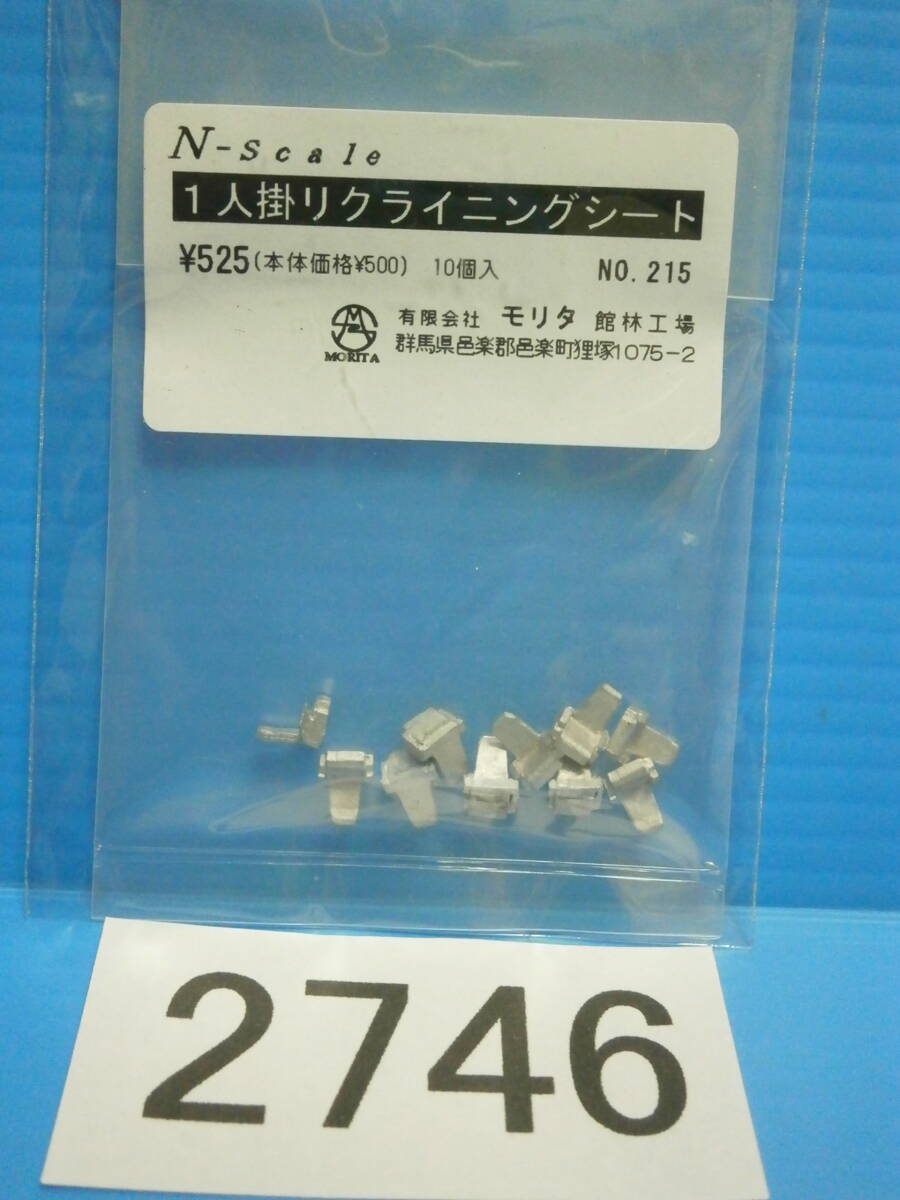 N-scale
1人掛リクライニングシート
¥525(本体価格¥500) 10個入 NO.215
有限会社 モリタ 館林工場
MORITA 群馬県邑楽郡邑楽町狸塚1075-2
2746